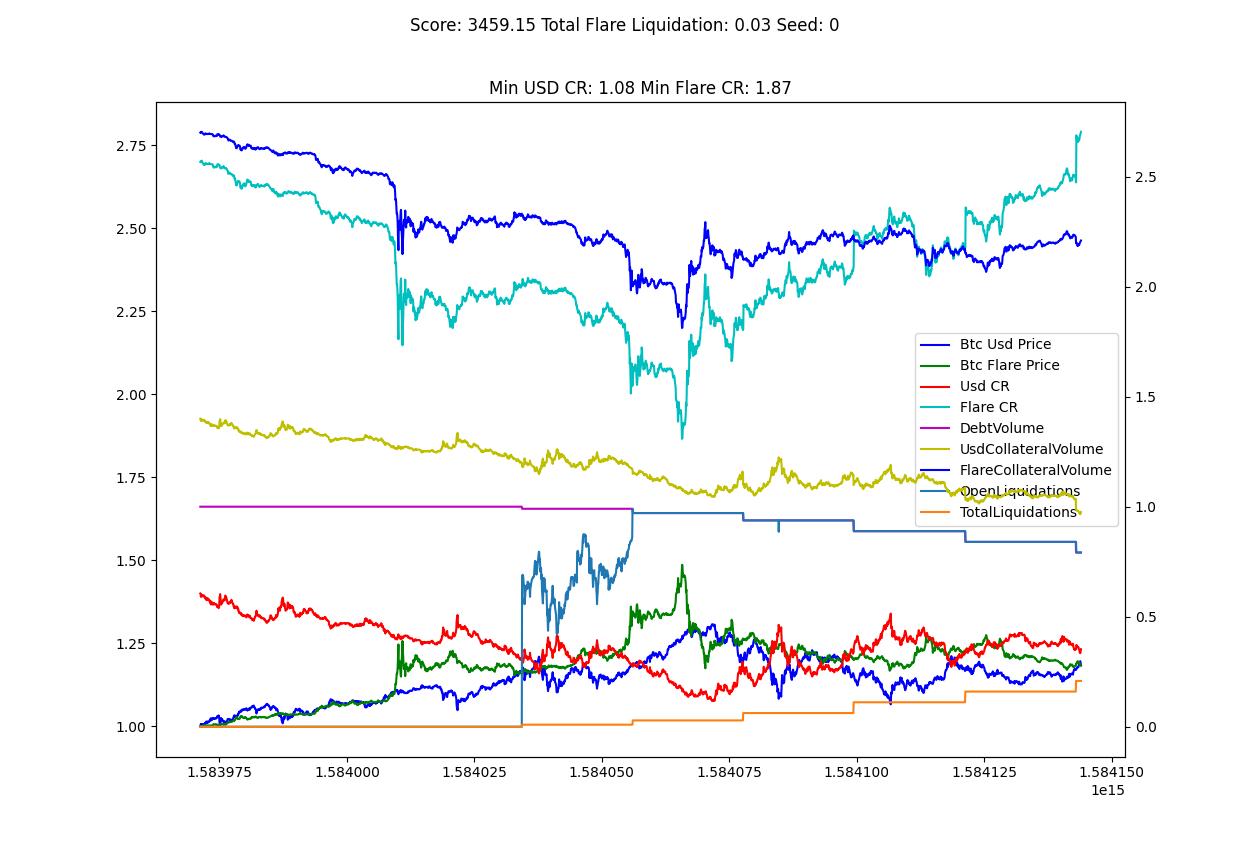 Score: 3459.15 Total Flare Liquidation: 0.03 Seed: 0
Min USD CR: 1.08 Min Flare CR: 1.87
2.75
2.50
2.25
2.00
1.75
1.50
1.25
1.00
2.5
2.0
1.5
1.0
0.5
0.0
Btc Usd Price
Btc Flare Price
Usd CR
Flare CR
DebtVolume
UsdCollateralVolume
FlareCollateralVolume
OpenLiquidations
TotalLiquidations
1.583975 1.584000 1.584025 1.584050 1.584075 1.584100 1.584125 1.584150
1e15